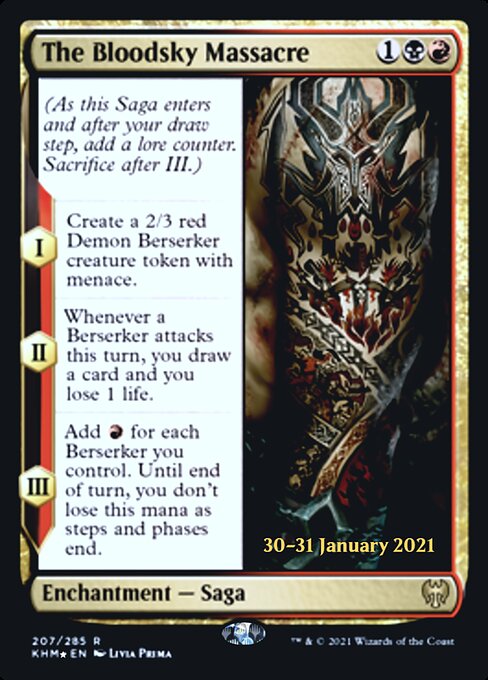 The Bloodsky Massacre 1
(As this Saga enters
and after your draw
step, add a lore counter.
Sacrifice after III.)
I
Create a 2/3 red
Demon Berserker
creature token with
menace.
II
Whenever a
Berserker attacks
this turn, you draw
a card and you
lose 1 life.
III
Add for each
Berserker you
control. Until end
of turn, you don't
lose this mana as
steps and phases
end.
30-31 January 2021
Enchantment — Saga
207/285 R
KHM★EN LIVIA PRIMA
™ & © 2021 Wizards of the Coast